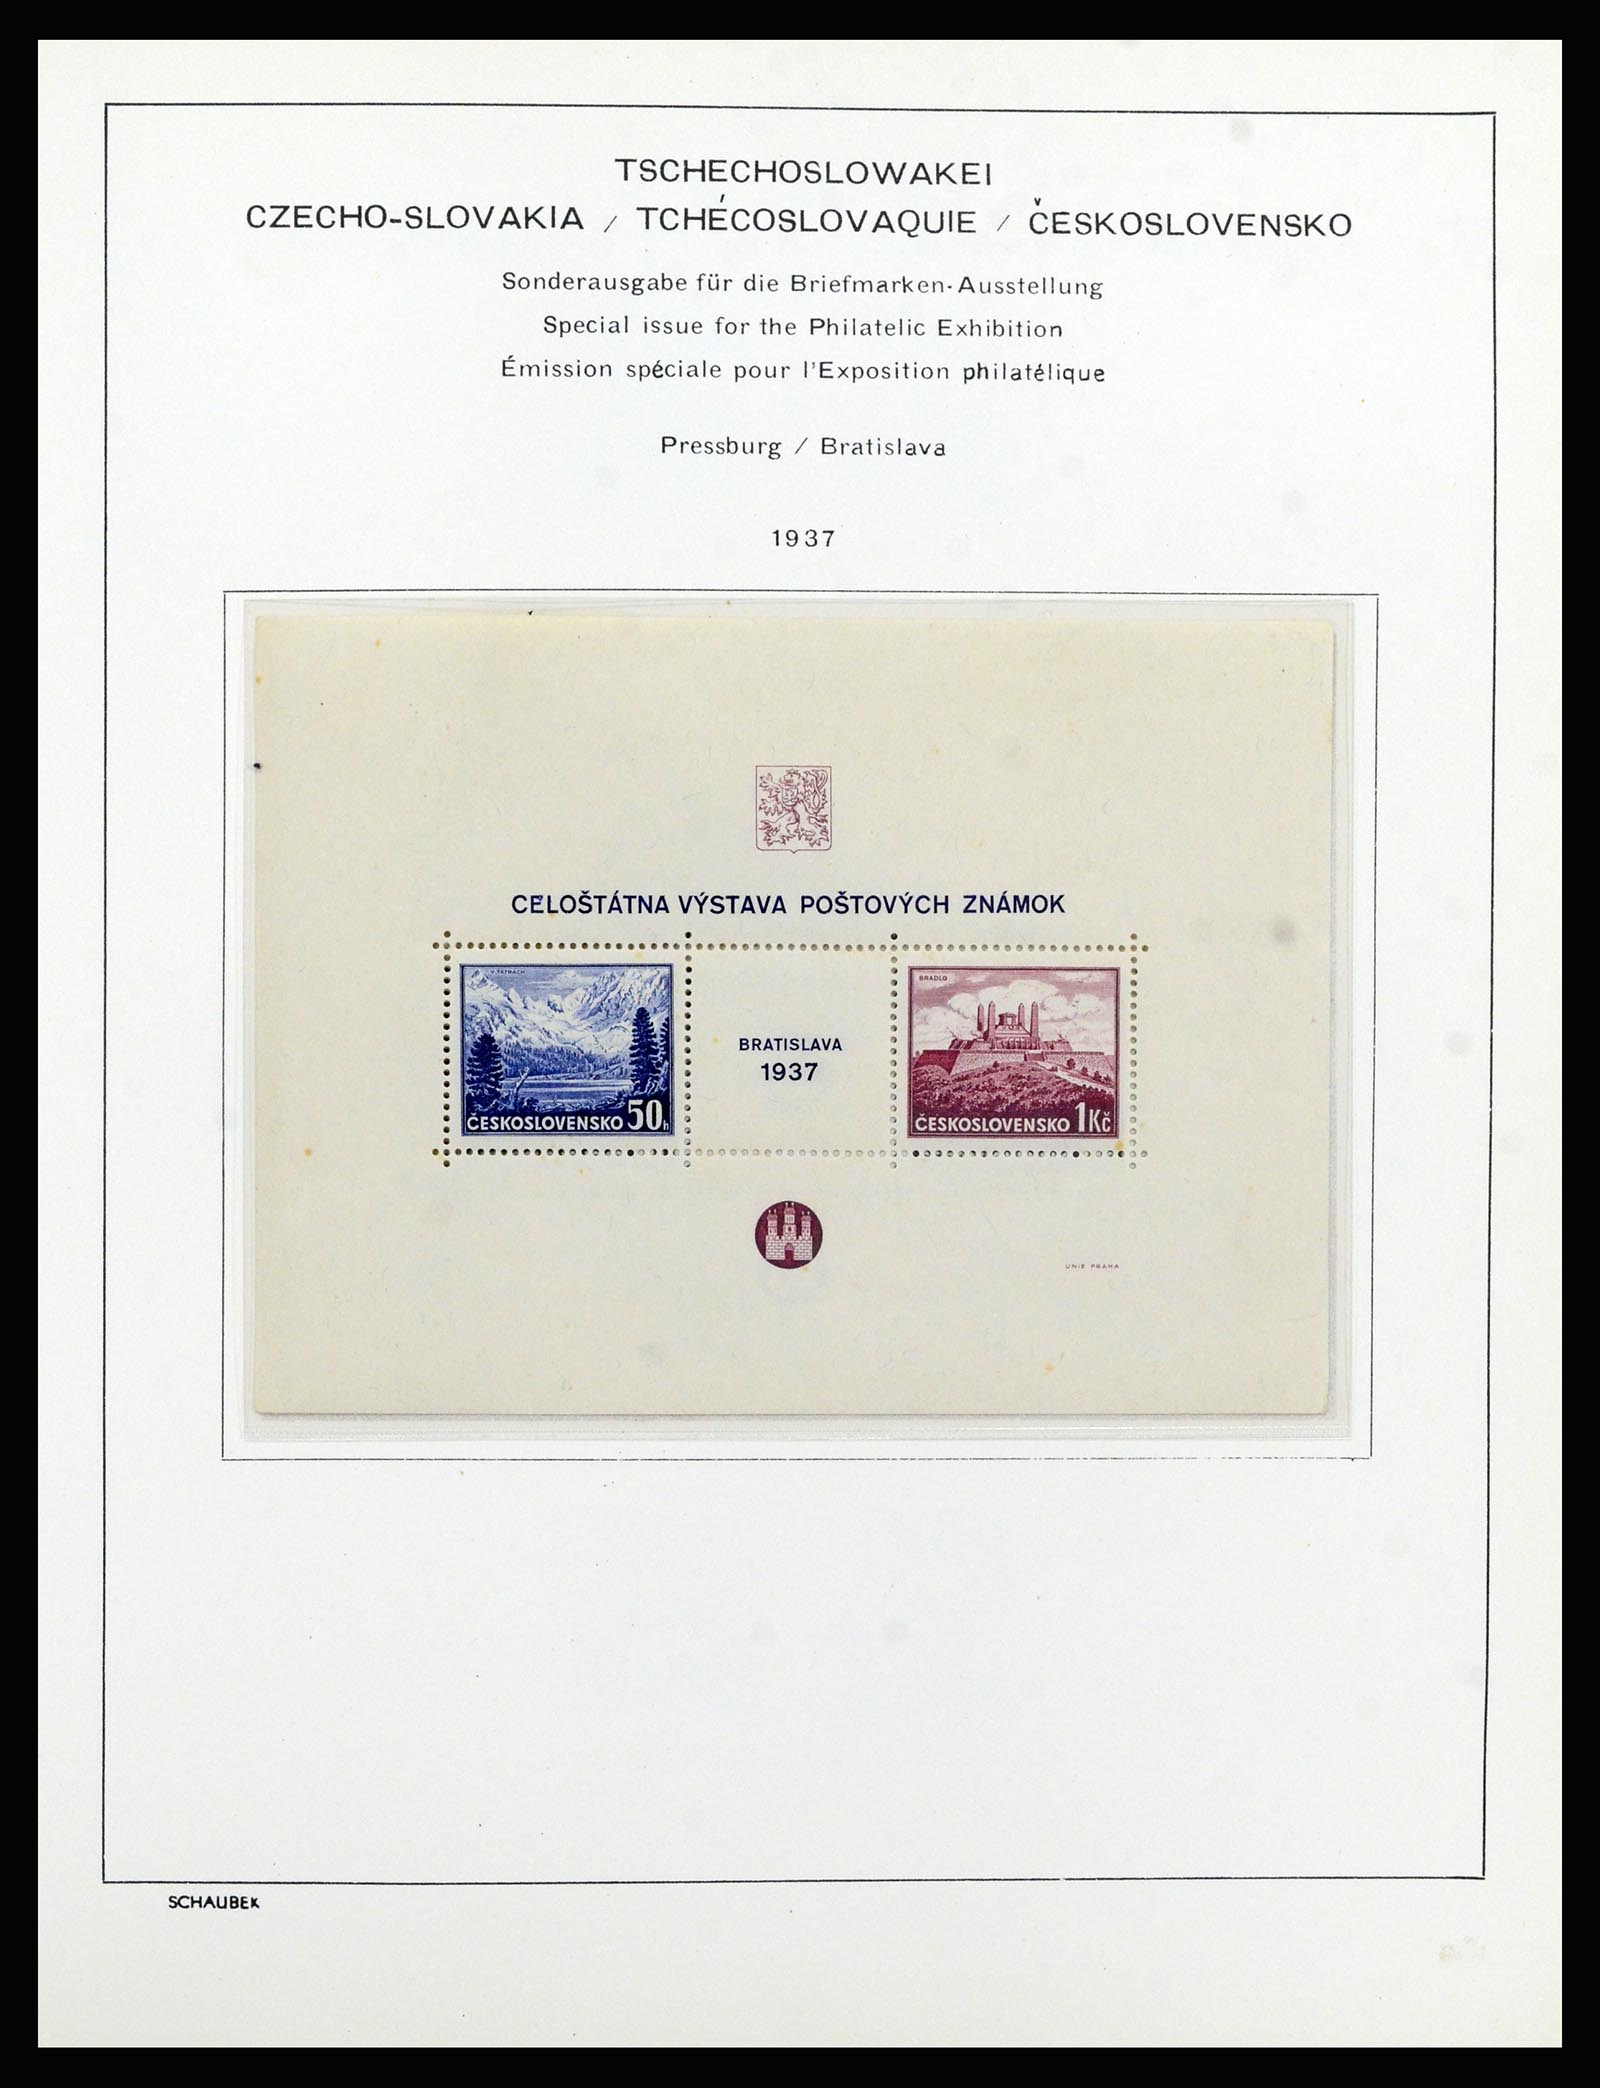 TSCHECHOSLOWAKEI
CZECHO-SLOVAKIA / TCHÉCOSLOVAQUIE / ČESKOSLOVENSKO
Sonderausgabe für die Briefmarken-Ausstellung
Special issue for the Philatelic Exhibition
Émission spéciale pour l'Exposition philatélique
Pressburg / Bratislava
1937
CELOŠTÁTNA VÝSTAVA POŠTOVÝCH ZNÁMOK
V TATRÁCH
ČESKOSLOVENSKO 50h
BRATISLAVA
1937
BRADLO
ČESKOSLOVENSKO 1Kč
UNIE PRAHA
SCHAUBEK